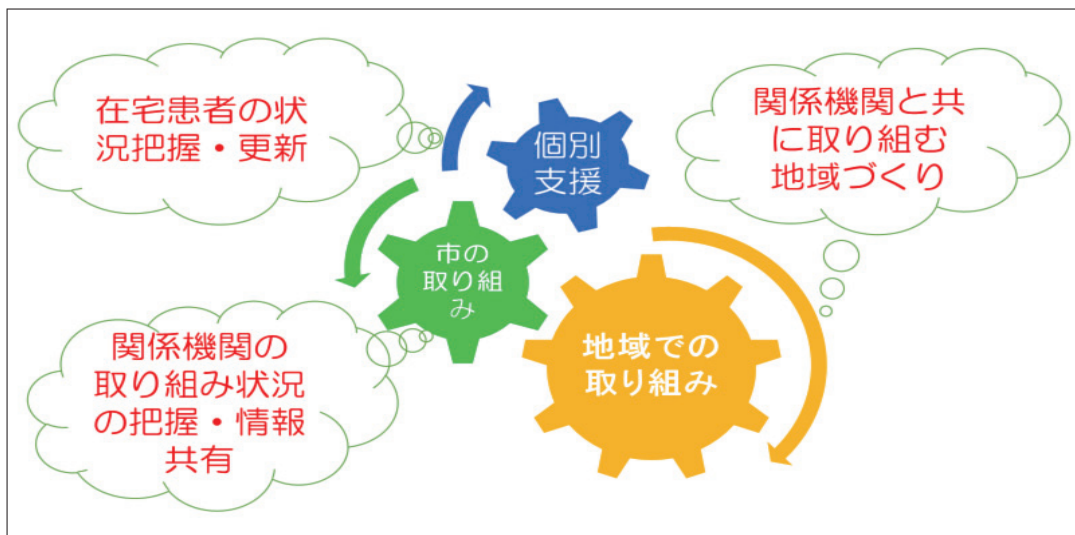 在宅患者の状
況把握・更新
個別
支援
関係機関と共
に取り組む
地域づくり
市の
取り組
み
関係機関の
取り組み状況
の把握・情報
共有
地域での
取り組み